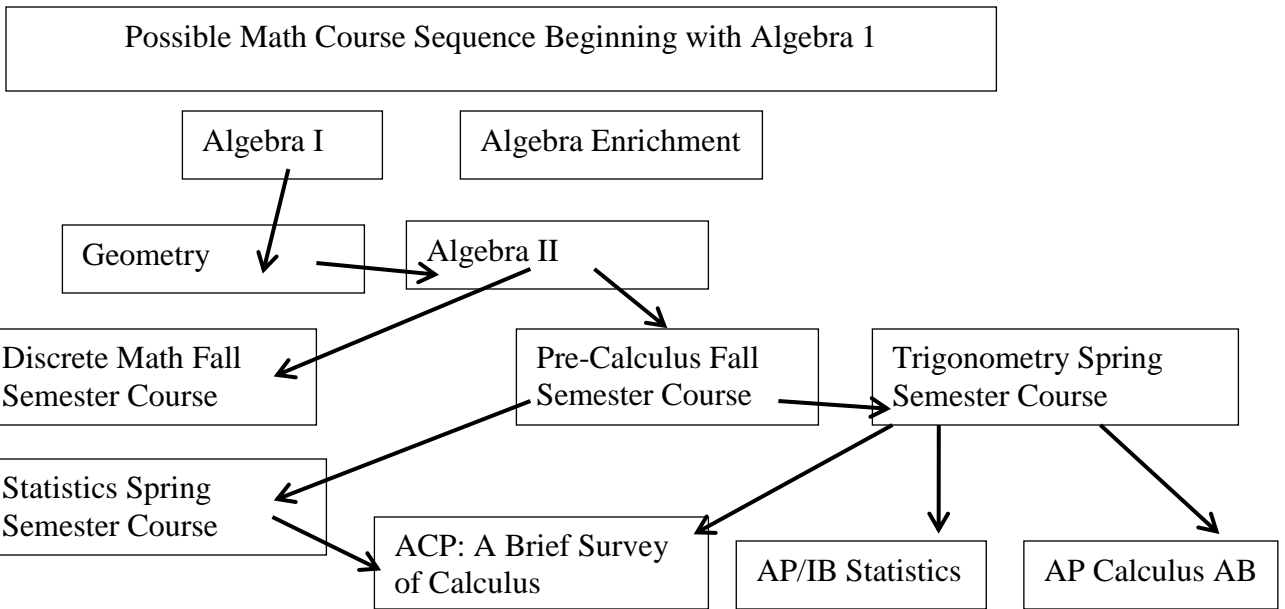 Possible Math Course Sequence Beginning with Algebra 1
Algebra I
Algebra Enrichment
Geometry
Algebra II
Discrete Math Fall
Semester Course
Pre-Calculus Fall
Semester Course
Trigonometry Spring
Semester Course
Statistics Spring
Semester Course
ACP: A Brief Survey
of Calculus
AP/IB Statistics
AP Calculus AB